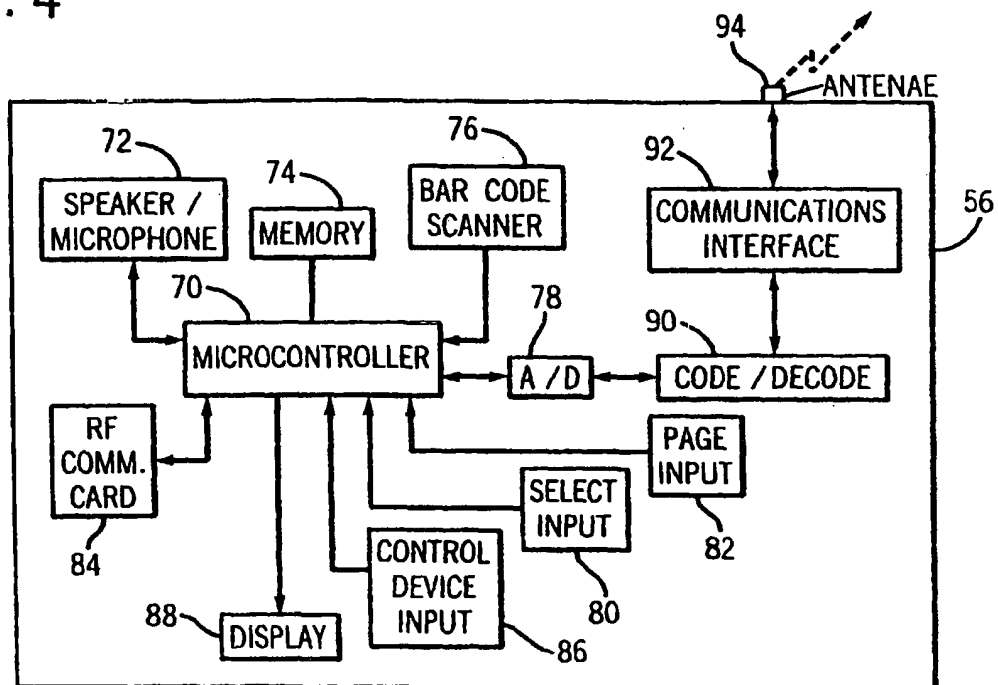 . 4
94
ANTENAE
72
74
76
92
56
SPEAKER /
MICROPHONE
MEMORY
BAR CODE
SCANNER
COMMUNICATIONS
INTERFACE
70
78
90
MICROCONTROLLER
A/D
CODE / DECODE
RF
COMM.
CARD
84
PAGE
INPUT
82
SELECT
INPUT
80
CONTROL
DEVICE
INPUT
86
88
DISPLAY